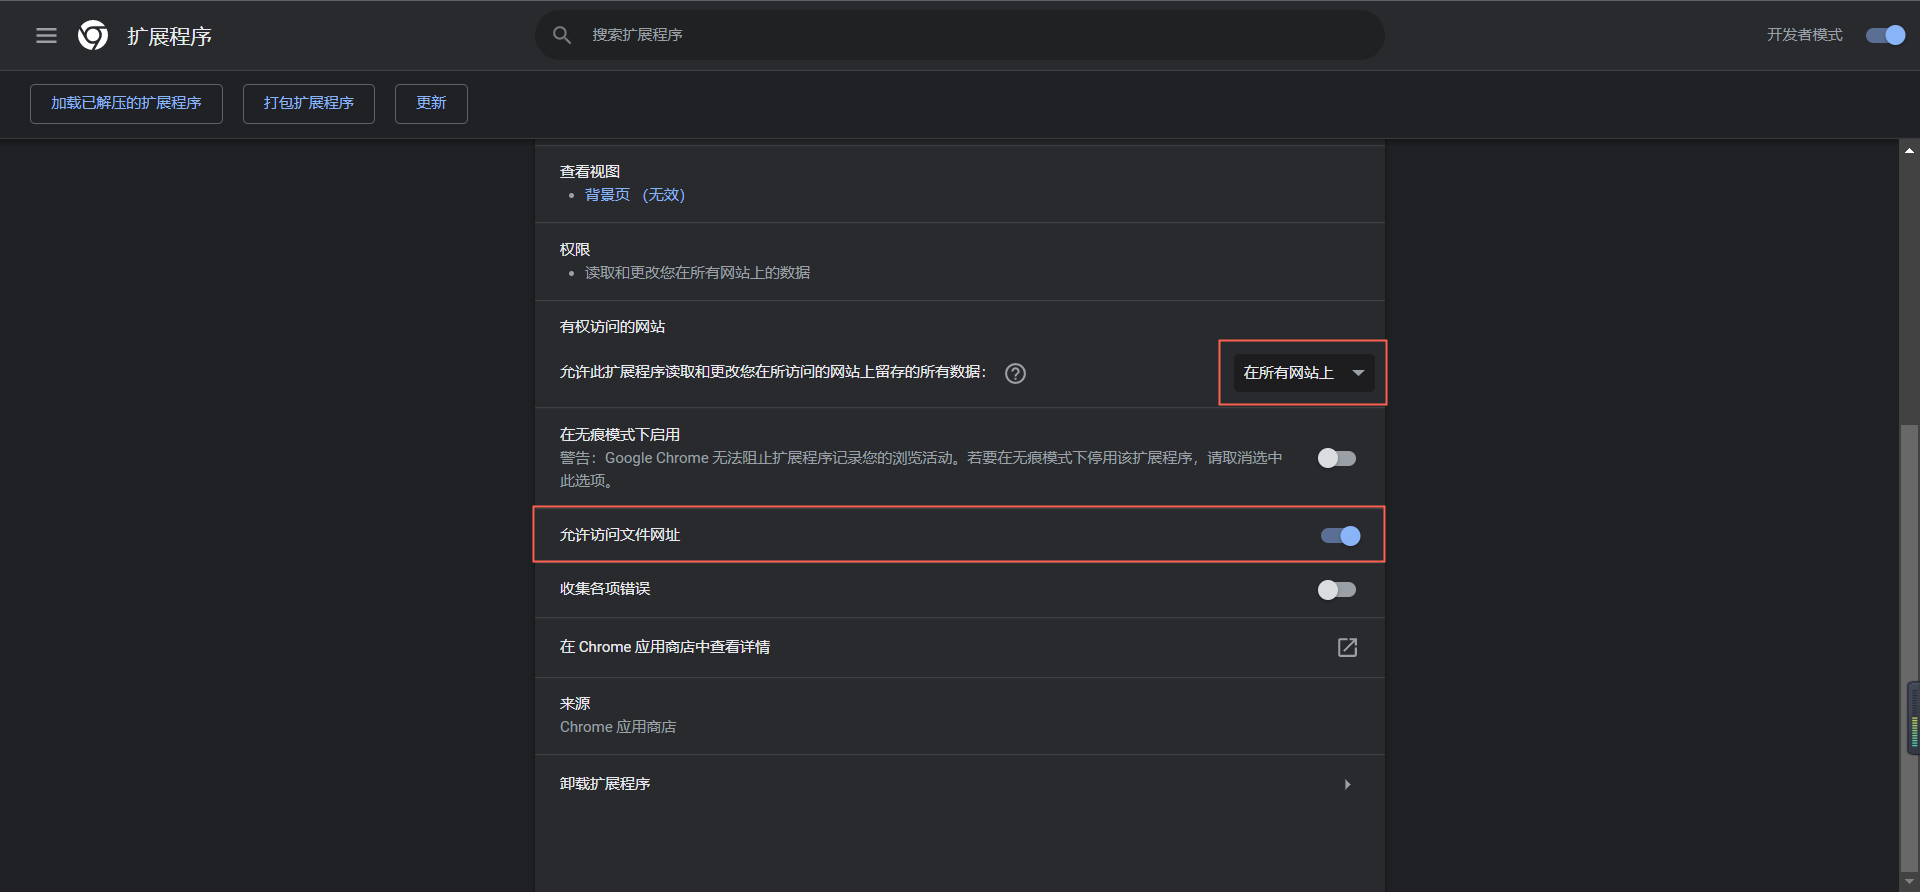 扩展程序
搜索扩展程序
开发者模式
加载已解压的扩展程序
打包扩展程序
更新
查看视图
背景页 (无效)
权限
读取和更改您在所有网站上的数据
有权访问的网站
允许此扩展程序读取和更改您在所访问的网站上留存的所有数据：
在所有网站上
在无痕模式下启用
警告：Google Chrome 无法阻止扩展程序记录您的浏览活动。若要在无痕模式下停用该扩展程序，请取消选中
此选项。
允许访问文件网址
收集各项错误
在 Chrome 应用商店中查看详情
来源
Chrome 应用商店
卸载扩展程序